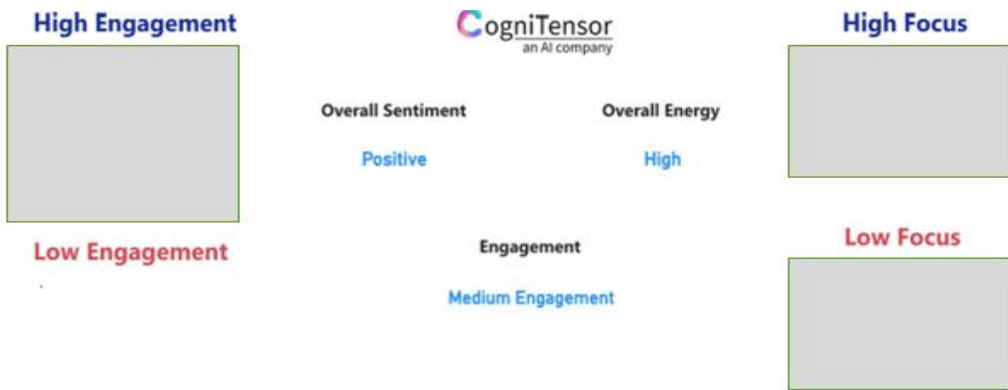 High Engagement
CogniTensor
an AI company
High Focus
Overall Sentiment
Overall Energy
Positive
High
Low Engagement
Engagement
Low Focus
Medium Engagement